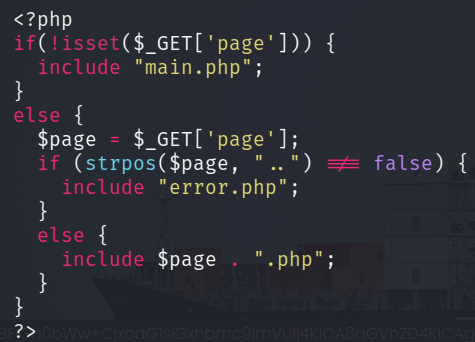 <?php
if(!isset($_GET['page'])) {
  include "main.php";
}
else {
  $page = $_GET['page'];
  if (strpos($page, "..") !== false) {
    include "error.php";
  }
  else {
    include $page . ".php";
  }
}
?>